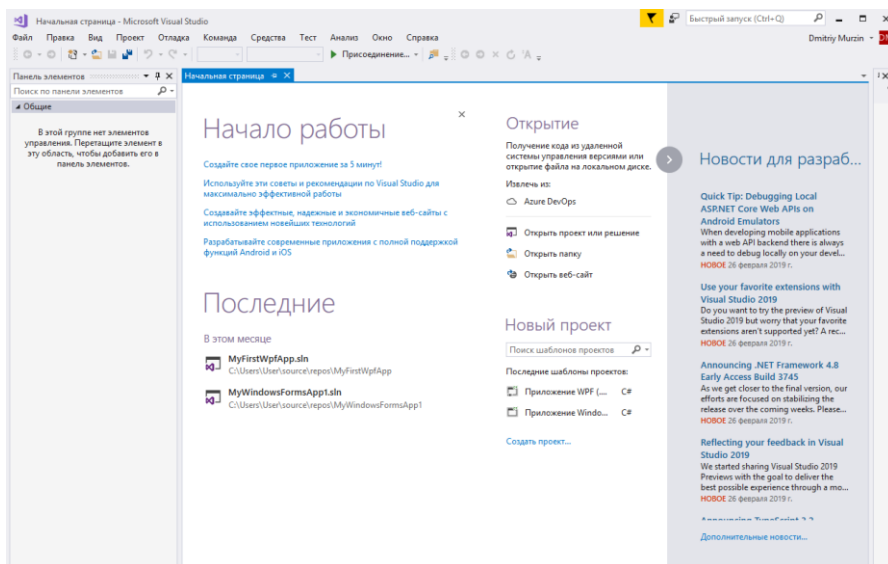 Начальная страница - Microsoft Visual Studio
Быстрый запуск (Ctrl+Q)
Файл Правка Вид Проект Отладка Команда Средства Тест Анализ Окно Справка
Dmitriy Murzin
Присоединение...
Панель элементов
Поиск по панели элементов
Общие
В этой группе нет элементов
управления. Перетащите элемент в
эту область, чтобы добавить его в
панель элементов.
Начальная страница
Начало работы
Создайте свое первое приложение за 5 минут!
Используйте эти советы и рекомендации по Visual Studio для
максимально эффективной работы
Создавайте эффектные, надежные и экономичные веб-сайты с
использованием новейших технологий
Разрабатывайте современные приложения с полной поддержкой
функций Android и iOS
Последние
В этом месяце
MyFirstWpfApp.sln
C:\Users\User\source\repos\MyFirstWpfApp
MyWindowsFormsApp1.sln
C:\Users\User\source\repos\MyWindowsFormsApp1
Открытие
Получение кода из удаленной
системы управления версиями или
открытие файла на локальном диске.
Извлечь из:
Azure DevOps
Открыть проект или решение
Открыть папку
Открыть веб-сайт
Новый проект
Поиск шаблонов проектов
Последние шаблоны проектов:
Приложение WPF (... C#
Приложение Windo... C#
Создать проект...
Новости для разраб...
Quick Tip: Debugging Local
ASP.NET Core Web APIs on
Android Emulators
When developing mobile applications
with a web API backend there is always
a need to debug locally on your devel...
НОВОЕ 26 февраля 2019 г.
Use your favorite extensions with
Visual Studio 2019
Do you want to try the preview of Visual
Studio 2019 but worry that your favorite
extensions aren't supported yet? A rec...
НОВОЕ 26 февраля 2019 г.
Announcing .NET Framework 4.8
Early Access Build 3745
As we get closer to the final version, our
efforts are focused on stabilizing the
release over the coming weeks. Please...
НОВОЕ 26 февраля 2019 г.
Reflecting your feedback in Visual
Studio 2019
We started sharing Visual Studio 2019
Previews with the goal to deliver the
best possible experience through a mo...
НОВОЕ 26 февраля 2019 г.
Дополнительные новости...